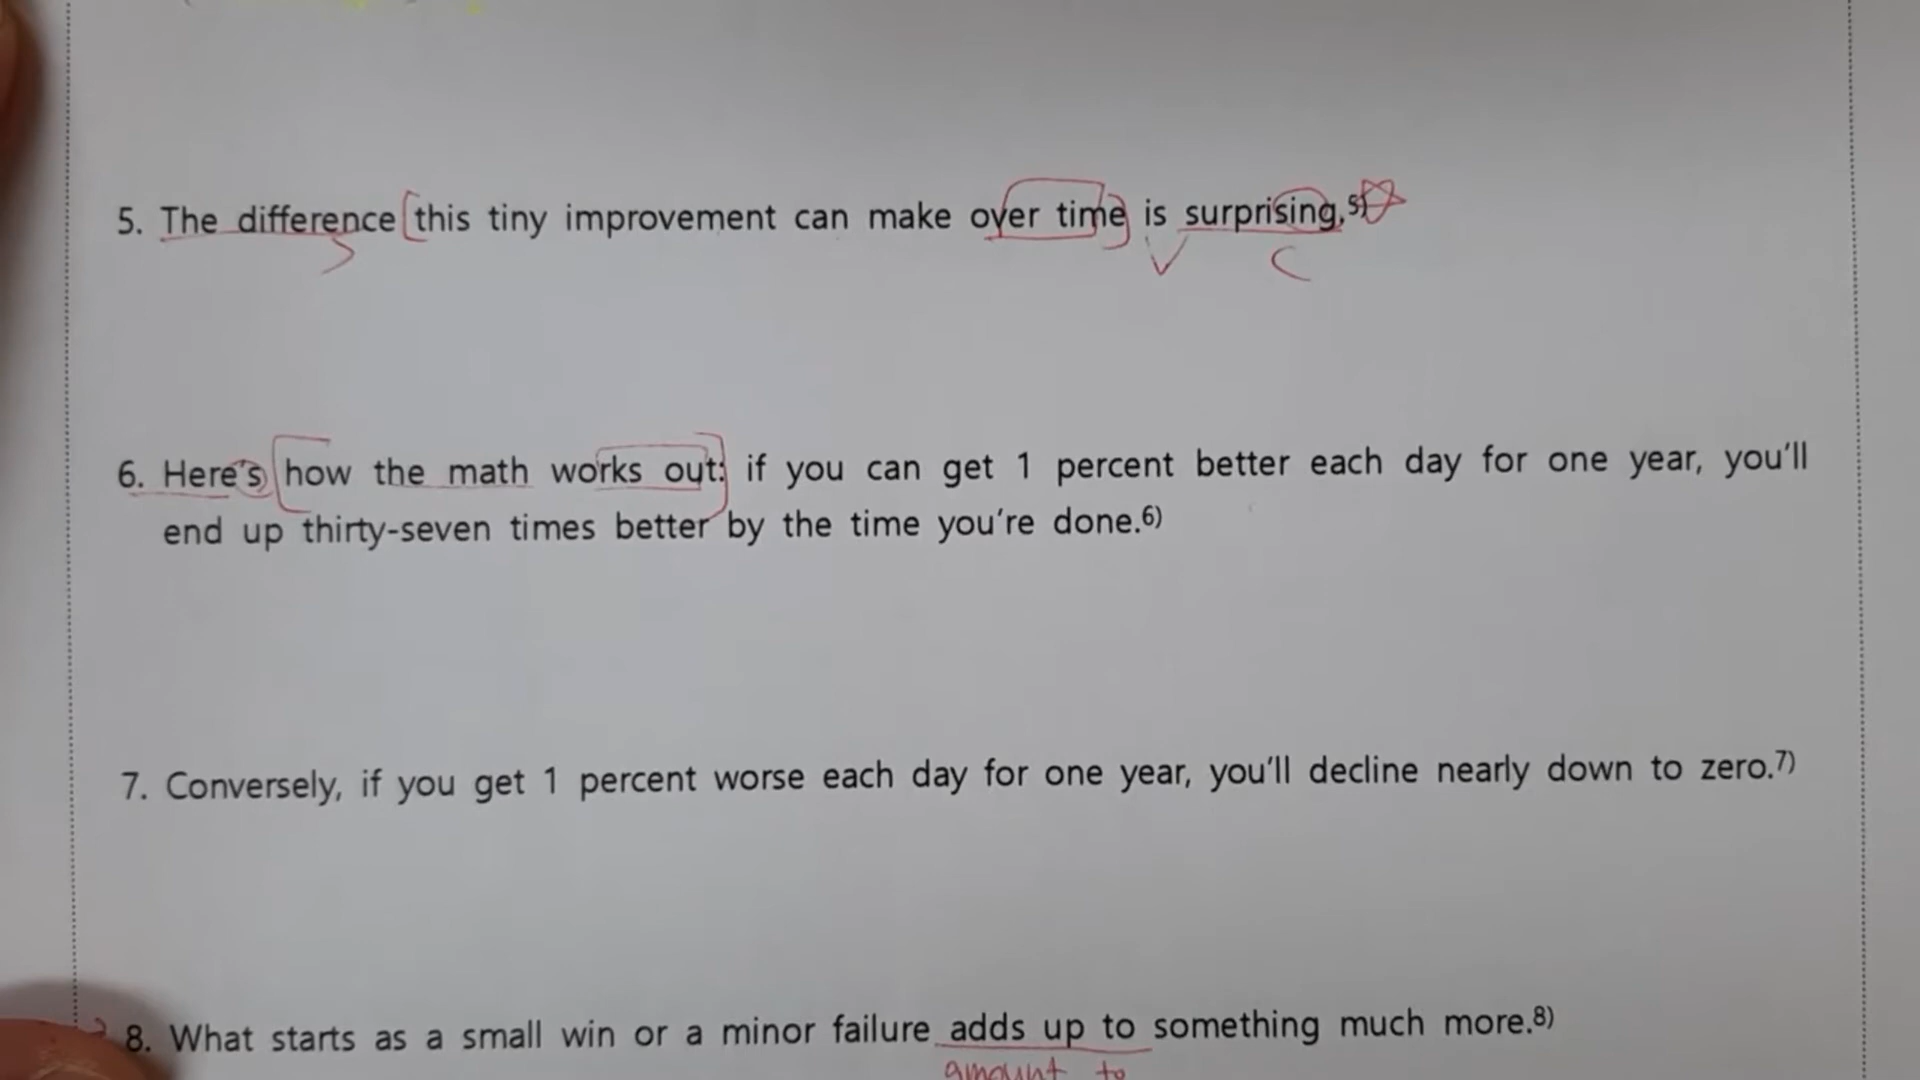 5. The difference this tiny improvement can make over time is surprising.5)
S V C
6. Here's how the math works out: if you can get 1 percent better each day for one year, you'll
end up thirty-seven times better by the time you're done.6)
7. Conversely, if you get 1 percent worse each day for one year, you'll decline nearly down to zero.7)
8. What starts as a small win or a minor failure adds up to something much more.8)
amount to